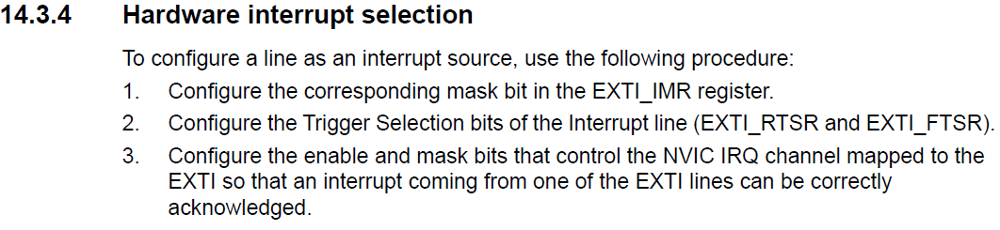 14.3.4 Hardware interrupt selection
To configure a line as an interrupt source, use the following procedure:
1. Configure the corresponding mask bit in the EXTI_IMR register.
2. Configure the Trigger Selection bits of the Interrupt line (EXTI_RTSR and EXTI_FTSR).
3. Configure the enable and mask bits that control the NVIC IRQ channel mapped to the
EXTI so that an interrupt coming from one of the EXTI lines can be correctly
acknowledged.